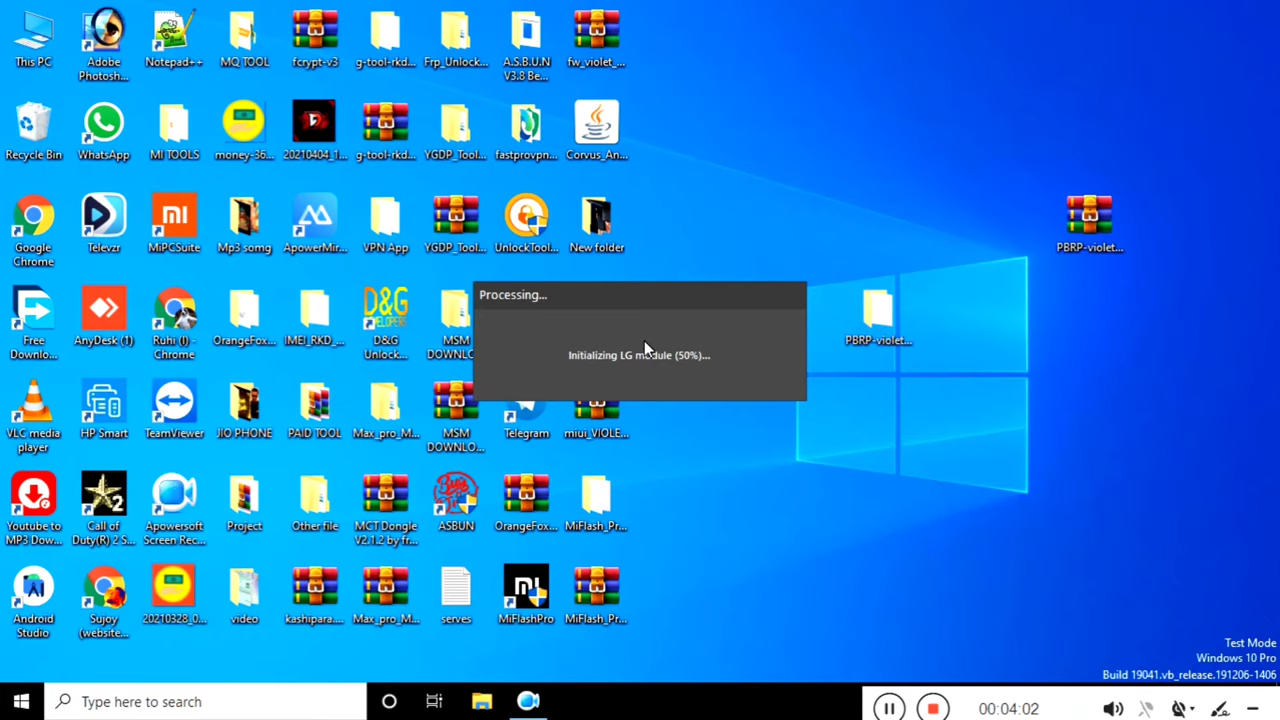 This PC
Adobe
Photosh...
Notepad++
MQ TOOL
fcrypt-v3
g-tool-rkd...
Frp_Unlock...
A.S.B.U.N
V3.8 Be...
fw_violet_...
Recycle Bin
WhatsApp
MI TOOLS
money-36...
20210404_1...
g-tool-rkd...
YGDP_Tool...
fastprovpn...
Corvus_An...
Google
Chrome
Televzr
MiPCSuite
Mp3 somg
ApowerMir...
VPN App
YGDP_Tool...
UnlockTool...
New folder
PBRP-violet...
Free
Downlo...
AnyDesk (1)
Ruhi (I) -
Chrome
OrangeFox...
IMEI_RKD_...
D&G
D&G
Unlock...
MSM
DOWNLO...
Processing...
Initializing LG module (50%)...
PBRP-violet...
VLC media
player
HP Smart
TeamViewer
JIO PHONE
PAID TOOL
Max_pro_M...
MSM
DOWNLO...
Telegram
miui_VIOLE...
Youtube to
MP3 Dow...
Call of
Duty(R) 2 S...
Apowersoft
Screen Rec...
Project
Other file
MCT Dongle
V2.1.2 by fr...
ASBUN
OrangeFox...
MiFlash_Pr...
Android
Studio
Sujoy
(website...
20210328_0...
video
kashipara....
Max_pro_M...
serves
MiFlashPro
MiFlash_Pr...
Test Mode
Windows 10 Pro
Build 19041.vb_release.191206-1406
Type here to search
00:04:02